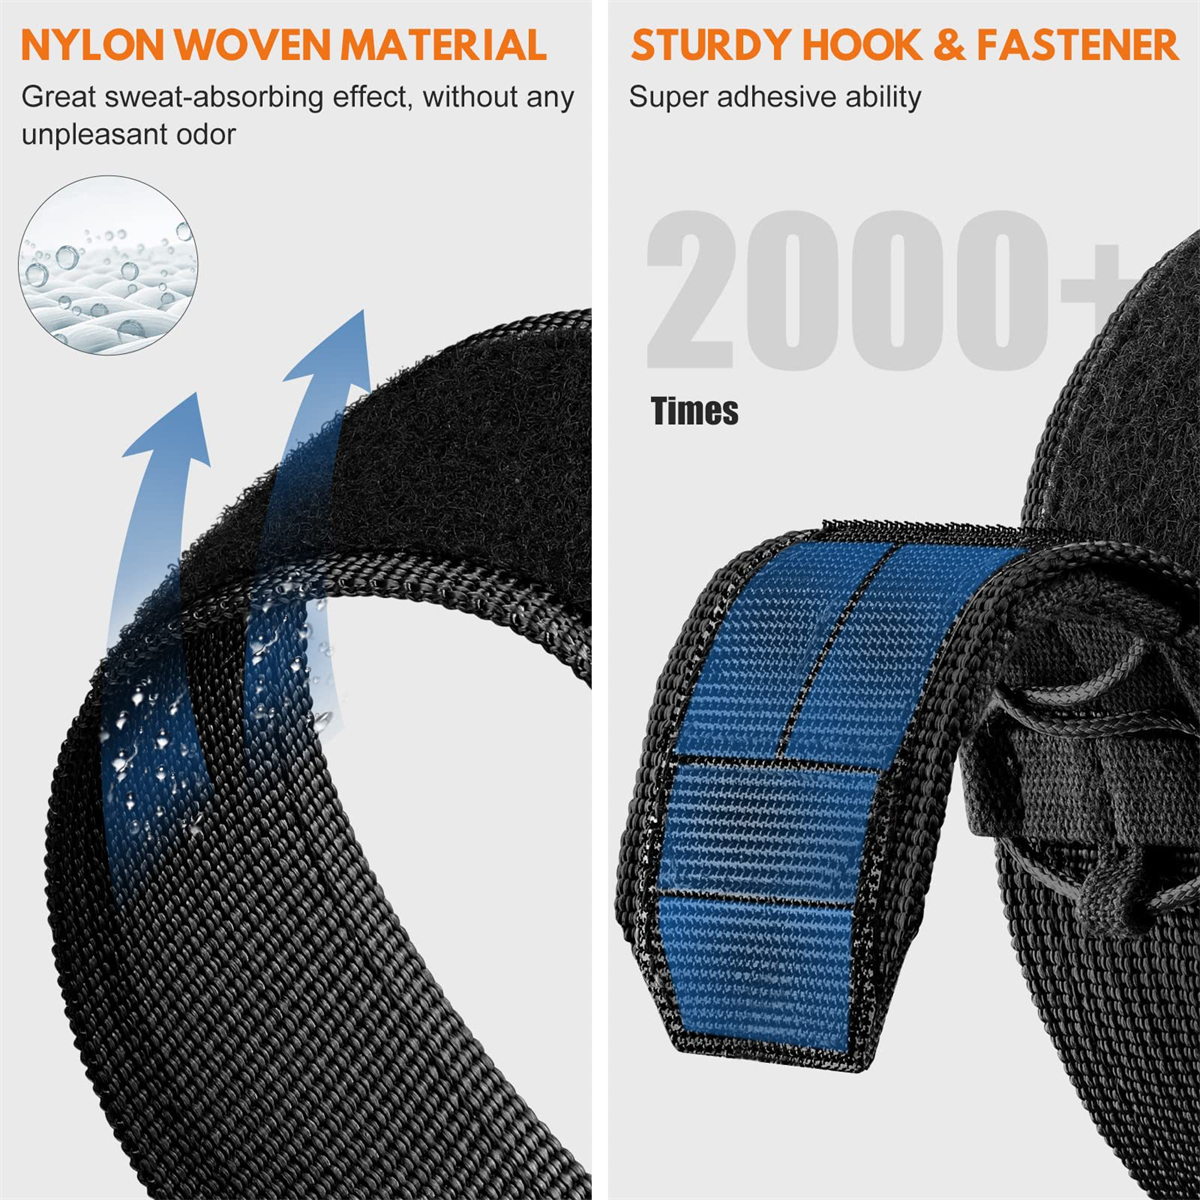 NYLON WOVEN MATERIAL
Great sweat-absorbing effect, without any
unpleasant odor
STURDY HOOK & FASTENER
Super adhesive ability
2000+
Times